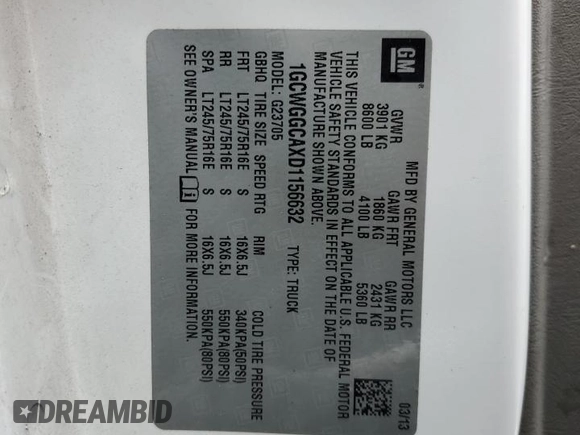 GM
®
MFD BY GENERAL MOTORS LLC 03/13
GVWR GAWR FRT GAWR RR
3901 KG 1860 KG 2431 KG
8600 LB 4100 LB 5360 LB
THIS VEHICLE CONFORMS TO ALL APPLICABLE U.S. FEDERAL MOTOR
VEHICLE SAFETY STANDARDS IN EFFECT ON THE DATE OF
MANUFACTURE SHOWN ABOVE.
1GCWGGCAXD1156632 TYPE: TRUCK
MODEL: G23705
GBHO TIRE SIZE SPEED RTG RIM COLD TIRE PRESSURE
FRT LT245/75R16E S 16X6.5J 340KPA(50PSI)
RR LT245/75R16E S 16X6.5J 550KPA(80PSI)
SPA LT245/75R16E S 16X6.5J 550KPA(80PSI)
SEE OWNER'S MANUAL i FOR MORE INFORMATION.
DREAMBID